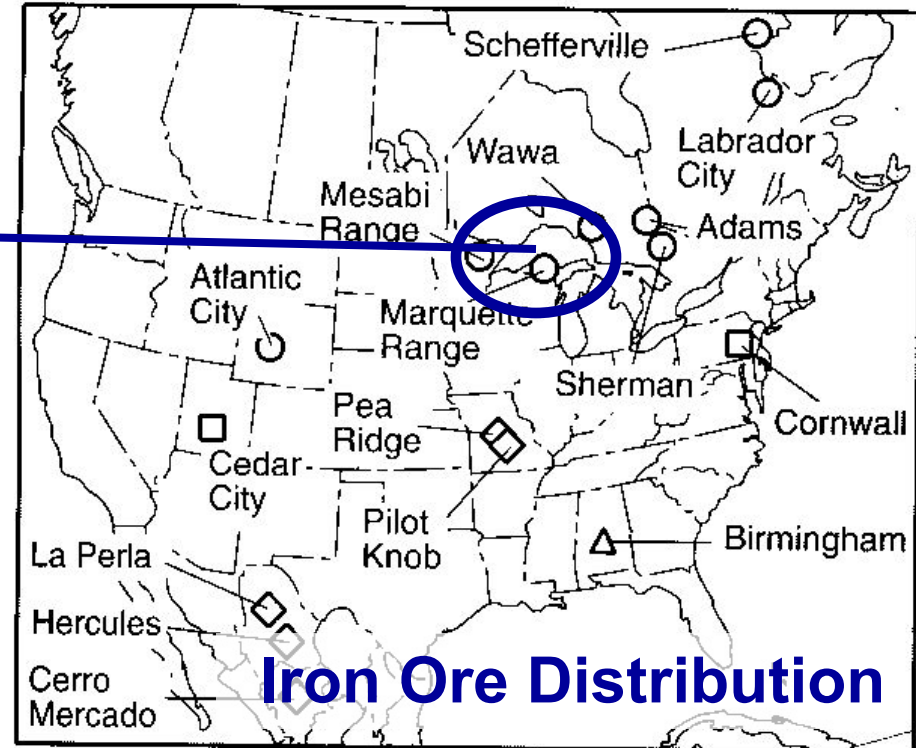 Schefferville
Labrador
City
Wawa
Mesabi
Range
Adams
Atlantic
City
Marquette
Range
Sherman
Cornwall
Pea
Ridge
Cedar
City
Pilot
Knob
Birmingham
La Perla
Hercules
Cerro
Mercado
Iron Ore Distribution